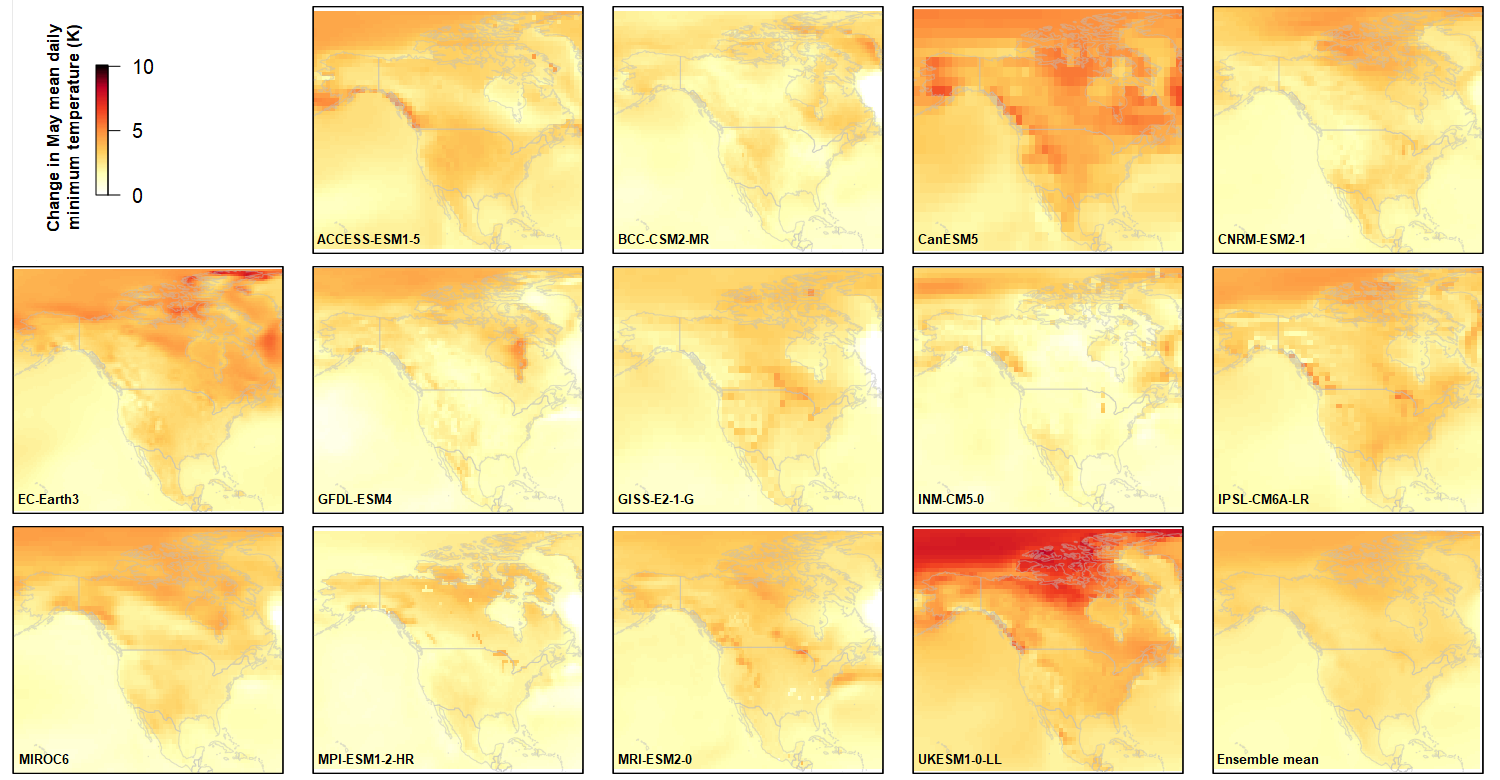 Change in May mean daily
minimum temperature (K)
10
5
0
ACCESS-ESM1-5
BCC-CSM2-MR
CanESM5
CNRM-ESM2-1
EC-Earth3
GFDL-ESM4
GISS-E2-1-G
INM-CM5-0
IPSL-CM6A-LR
MIROC6
MPI-ESM1-2-HR
MRI-ESM2-0
UKESM1-0-LL
Ensemble mean